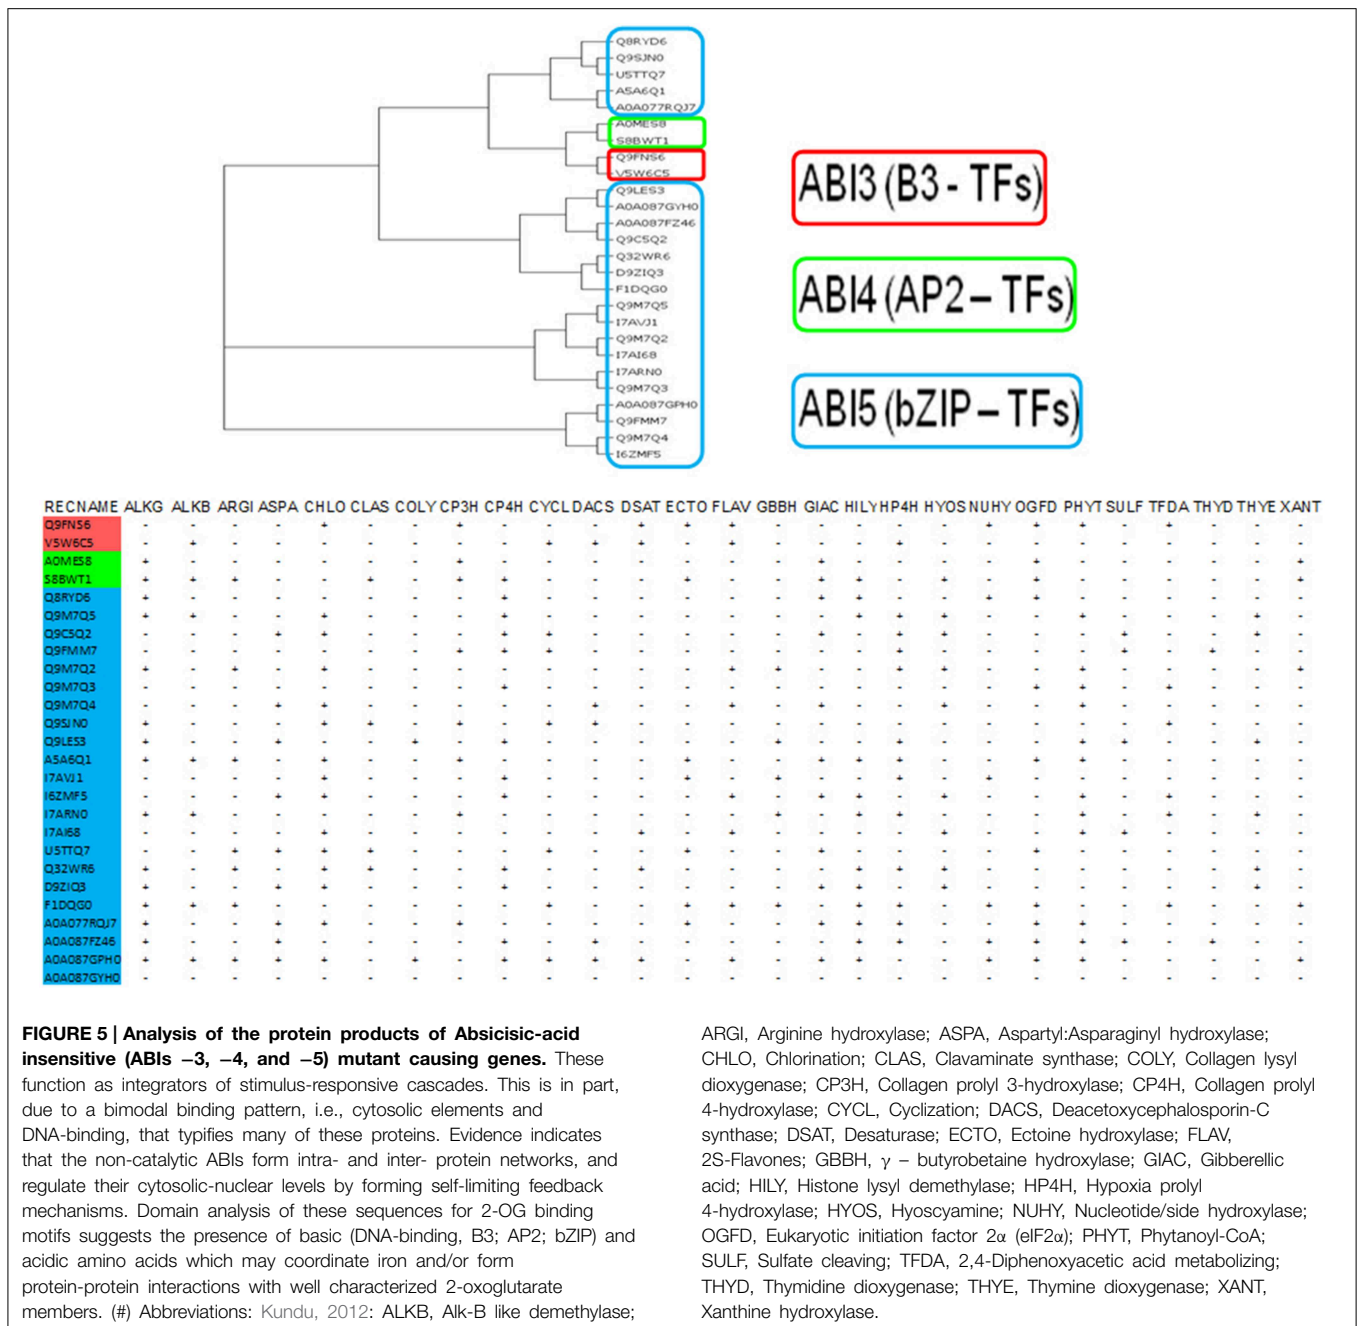 Q8RYD6
Q9SJN0
U5TTQ7
A5A6Q1
A0A077RQJ7
A0MES8
S8BWT1
Q9FNS6
V5W6C5
Q9LES3
A0A087GYH0
A0A087FZ46
Q9C5Q2
Q32WR6
D9ZIQ3
F1DQG0
Q9M7Q5
I7AVJ1
Q9M7Q2
I7AI68
I7ARN0
Q9M7Q3
A0A087GPH0
Q9FMM7
Q9M7Q4
I6ZMF5
ABI3 (B3 - TFs)
ABI4 (AP2 – TFs)
ABI5 (bZIP – TFs)
RECNAME ALKG ALKB ARGI ASPA CHLO CLAS COLY CP3H CP4H CYCL DACS DSAT ECTO FLAV GBBH GIAC HILY HP4H HYOS NUHY OGFD PHYT SULF TFDA THYD THYE XANT
Q9FNS6 - - - - + - - - - - - + + + - - - - - + - + - + - - -
V5W6C5 - + - - - - - - - + + + - + - - - + - - - - - - - - -
A0MES8 + - - - - - - + - - - - - - - + - - - - + - - - - - +
S8BWT1 + + + - - + - + + - - - + - - + + - + - + - - - - - +
Q8RYD6 + - - - - - - - + - - - - - - + + - - + + - - - - - -
Q9M7Q5 + + - - + - - - + - - - - - - - + + + - - + - - - + -
Q9C5Q2 - - - + + - - - + + - - - - - + - + + - - - + - - + -
Q9FMM7 - - - - - - - + + + - - - - - - - + - - - - + - + - -
Q9M7Q2 + - + - + - - - - - - - - + + - - + + - - + - - - - +
Q9M7Q3 - - - - - - - - + - - - - - - - - - - - + + - + - - -
Q9M7Q4 - - - + + - - - - - + - - + - + - - + - - + - - - - -
Q9SJN0 + - - - + + - + - + + - - - - - - - - - - - - + - - -
Q9LES3 + - - + - - + - + - - - - - + - - + - - - + + - - + -
A5A6Q1 + + + - + - - + - - - - + - - + + + - - - + - - - - -
I7AVJ1 - - - - + - - - + - - - + - + - - + - + - - - - - - -
I6ZMF5 - - - + + - - - + - - - - + - + + - + - - + - + - - -
I7ARN0 + + - - - - - + - - - - - - + - + + - - - + - + - + -
I7AI68 - - - - + - - - - - - + - + - - - - + - - + + - - - -
U5TTQ7 - - + + + + - - - + - - + - - + - - - - + - - - - - -
Q32WR6 + - + - + + - - + - - + - - - - + + + - - - - - - + -
D9ZIQ3 + - - + + - - - + - - - - - - + + - + - - - - - - + -
F1DQG0 + + + - - - - - - + - - + + + - + - - + + - - + - - +
A0A077RQJ7 + - - + + - - + - - - - + - - + + + - - + + - - - - -
A0A087FZ46 + - - + - - - - + - + - - - - - + + - + + + + - + - -
A0A087GPH0 + + + + + - + - + + + + - + - + + - - + + + - - - - +
A0A087GYH0 - - - - - - - - - - - - - - - - - - - - - - - - - - -
FIGURE 5 | Analysis of the protein products of Absicisic-acid
insensitive (ABIs −3, −4, and −5) mutant causing genes. These
function as integrators of stimulus-responsive cascades. This is in part,
due to a bimodal binding pattern, i.e., cytosolic elements and
DNA-binding, that typifies many of these proteins. Evidence indicates
that the non-catalytic ABIs form intra- and inter- protein networks, and
regulate their cytosolic-nuclear levels by forming self-limiting feedback
mechanisms. Domain analysis of these sequences for 2-OG binding
motifs suggests the presence of basic (DNA-binding, B3; AP2; bZIP) and
acidic amino acids which may coordinate iron and/or form
protein-protein interactions with well characterized 2-oxoglutarate
members. (#) Abbreviations: Kundu, 2012: ALKB, Alk-B like demethylase;
ARGI, Arginine hydroxylase; ASPA, Aspartyl:Asparaginyl hydroxylase;
CHLO, Chlorination; CLAS, Clavaminate synthase; COLY, Collagen lysyl
dioxygenase; CP3H, Collagen prolyl 3-hydroxylase; CP4H, Collagen prolyl
4-hydroxylase; CYCL, Cyclization; DACS, Deacetoxycephalosporin-C
synthase; DSAT, Desaturase; ECTO, Ectoine hydroxylase; FLAV,
2S-Flavones; GBBH, γ – butyrobetaine hydroxylase; GIAC, Gibberellic
acid; HILY, Histone lysyl demethylase; HP4H, Hypoxia prolyl
4-hydroxylase; HYOS, Hyoscyamine; NUHY, Nucleotide/side hydroxylase;
OGFD, Eukaryotic initiation factor 2α (eIF2α); PHYT, Phytanoyl-CoA;
SULF, Sulfate cleaving; TFDA, 2,4-Diphenoxyacetic acid metabolizing;
THYD, Thymidine dioxygenase; THYE, Thymine dioxygenase; XANT,
Xanthine hydroxylase.